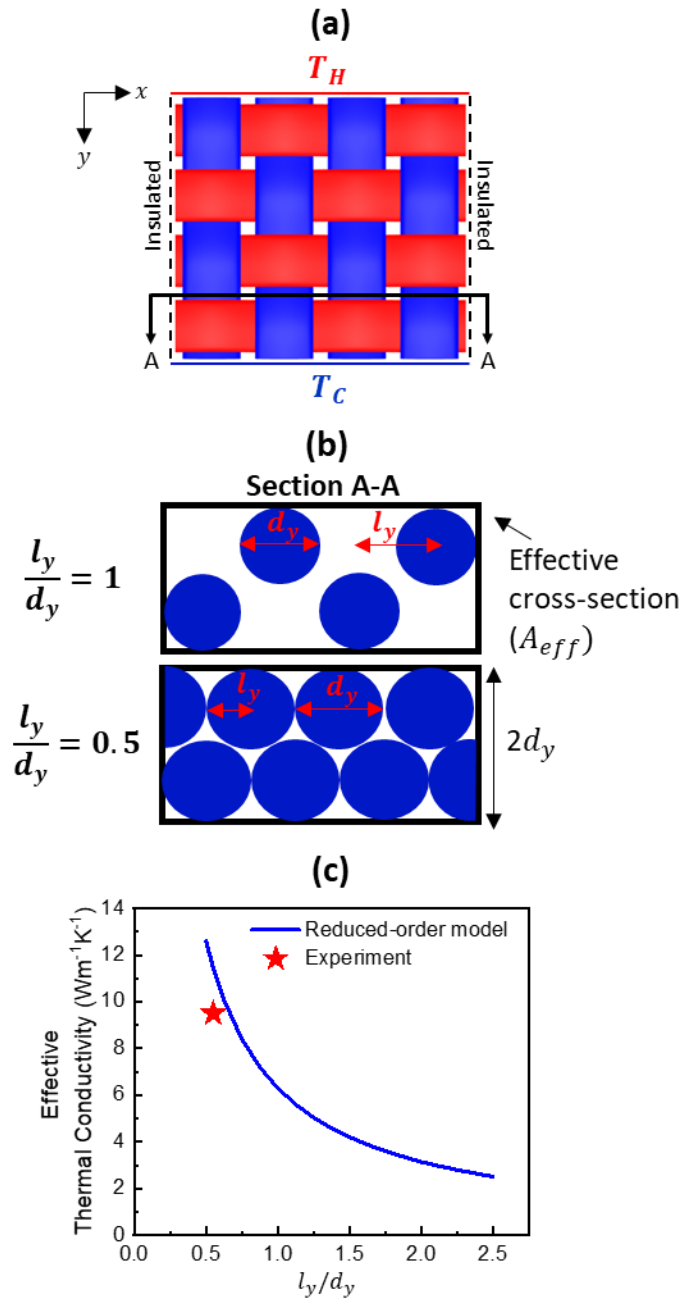 (a)
T_H
x
y
Insulated
Insulated
A
A
T_C
(b)
Section A-A
l_y/d_y = 1
d_y
l_y
Effective
cross-section
(A_eff)
l_y/d_y = 0.5
l_y
d_y
2d_y
(c)
Effective
Thermal Conductivity (Wm⁻¹K⁻¹)
14
12
10
8
6
4
2
0
Reduced-order model
Experiment
0.0 0.5 1.0 1.5 2.0 2.5
l_y/d_y